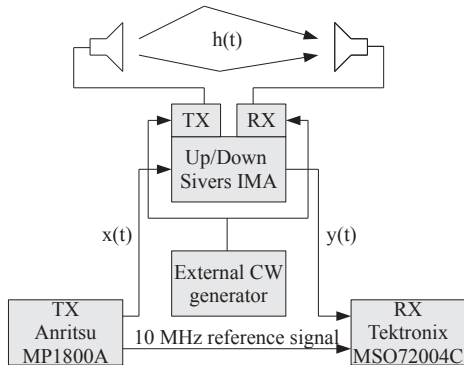 h(t)
TX
RX
Up/Down
Sivers IMA
x(t)
y(t)
External CW
generator
TX
Anritsu
MP1800A
10 MHz reference signal
RX
Tektronix
MSO72004C